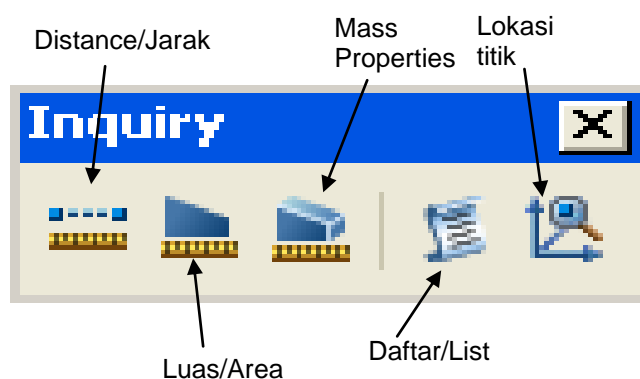 Distance/Jarak
Mass
Properties
Lokasi
titik
Inquiry
Luas/Area
Daftar/List